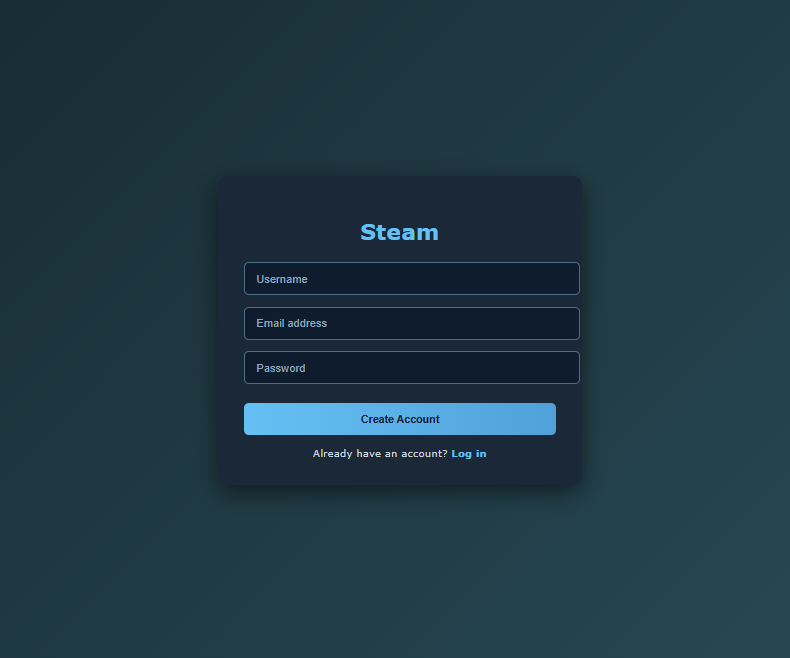 Steam
Username
Email address
Password
Create Account
Already have an account? Log in